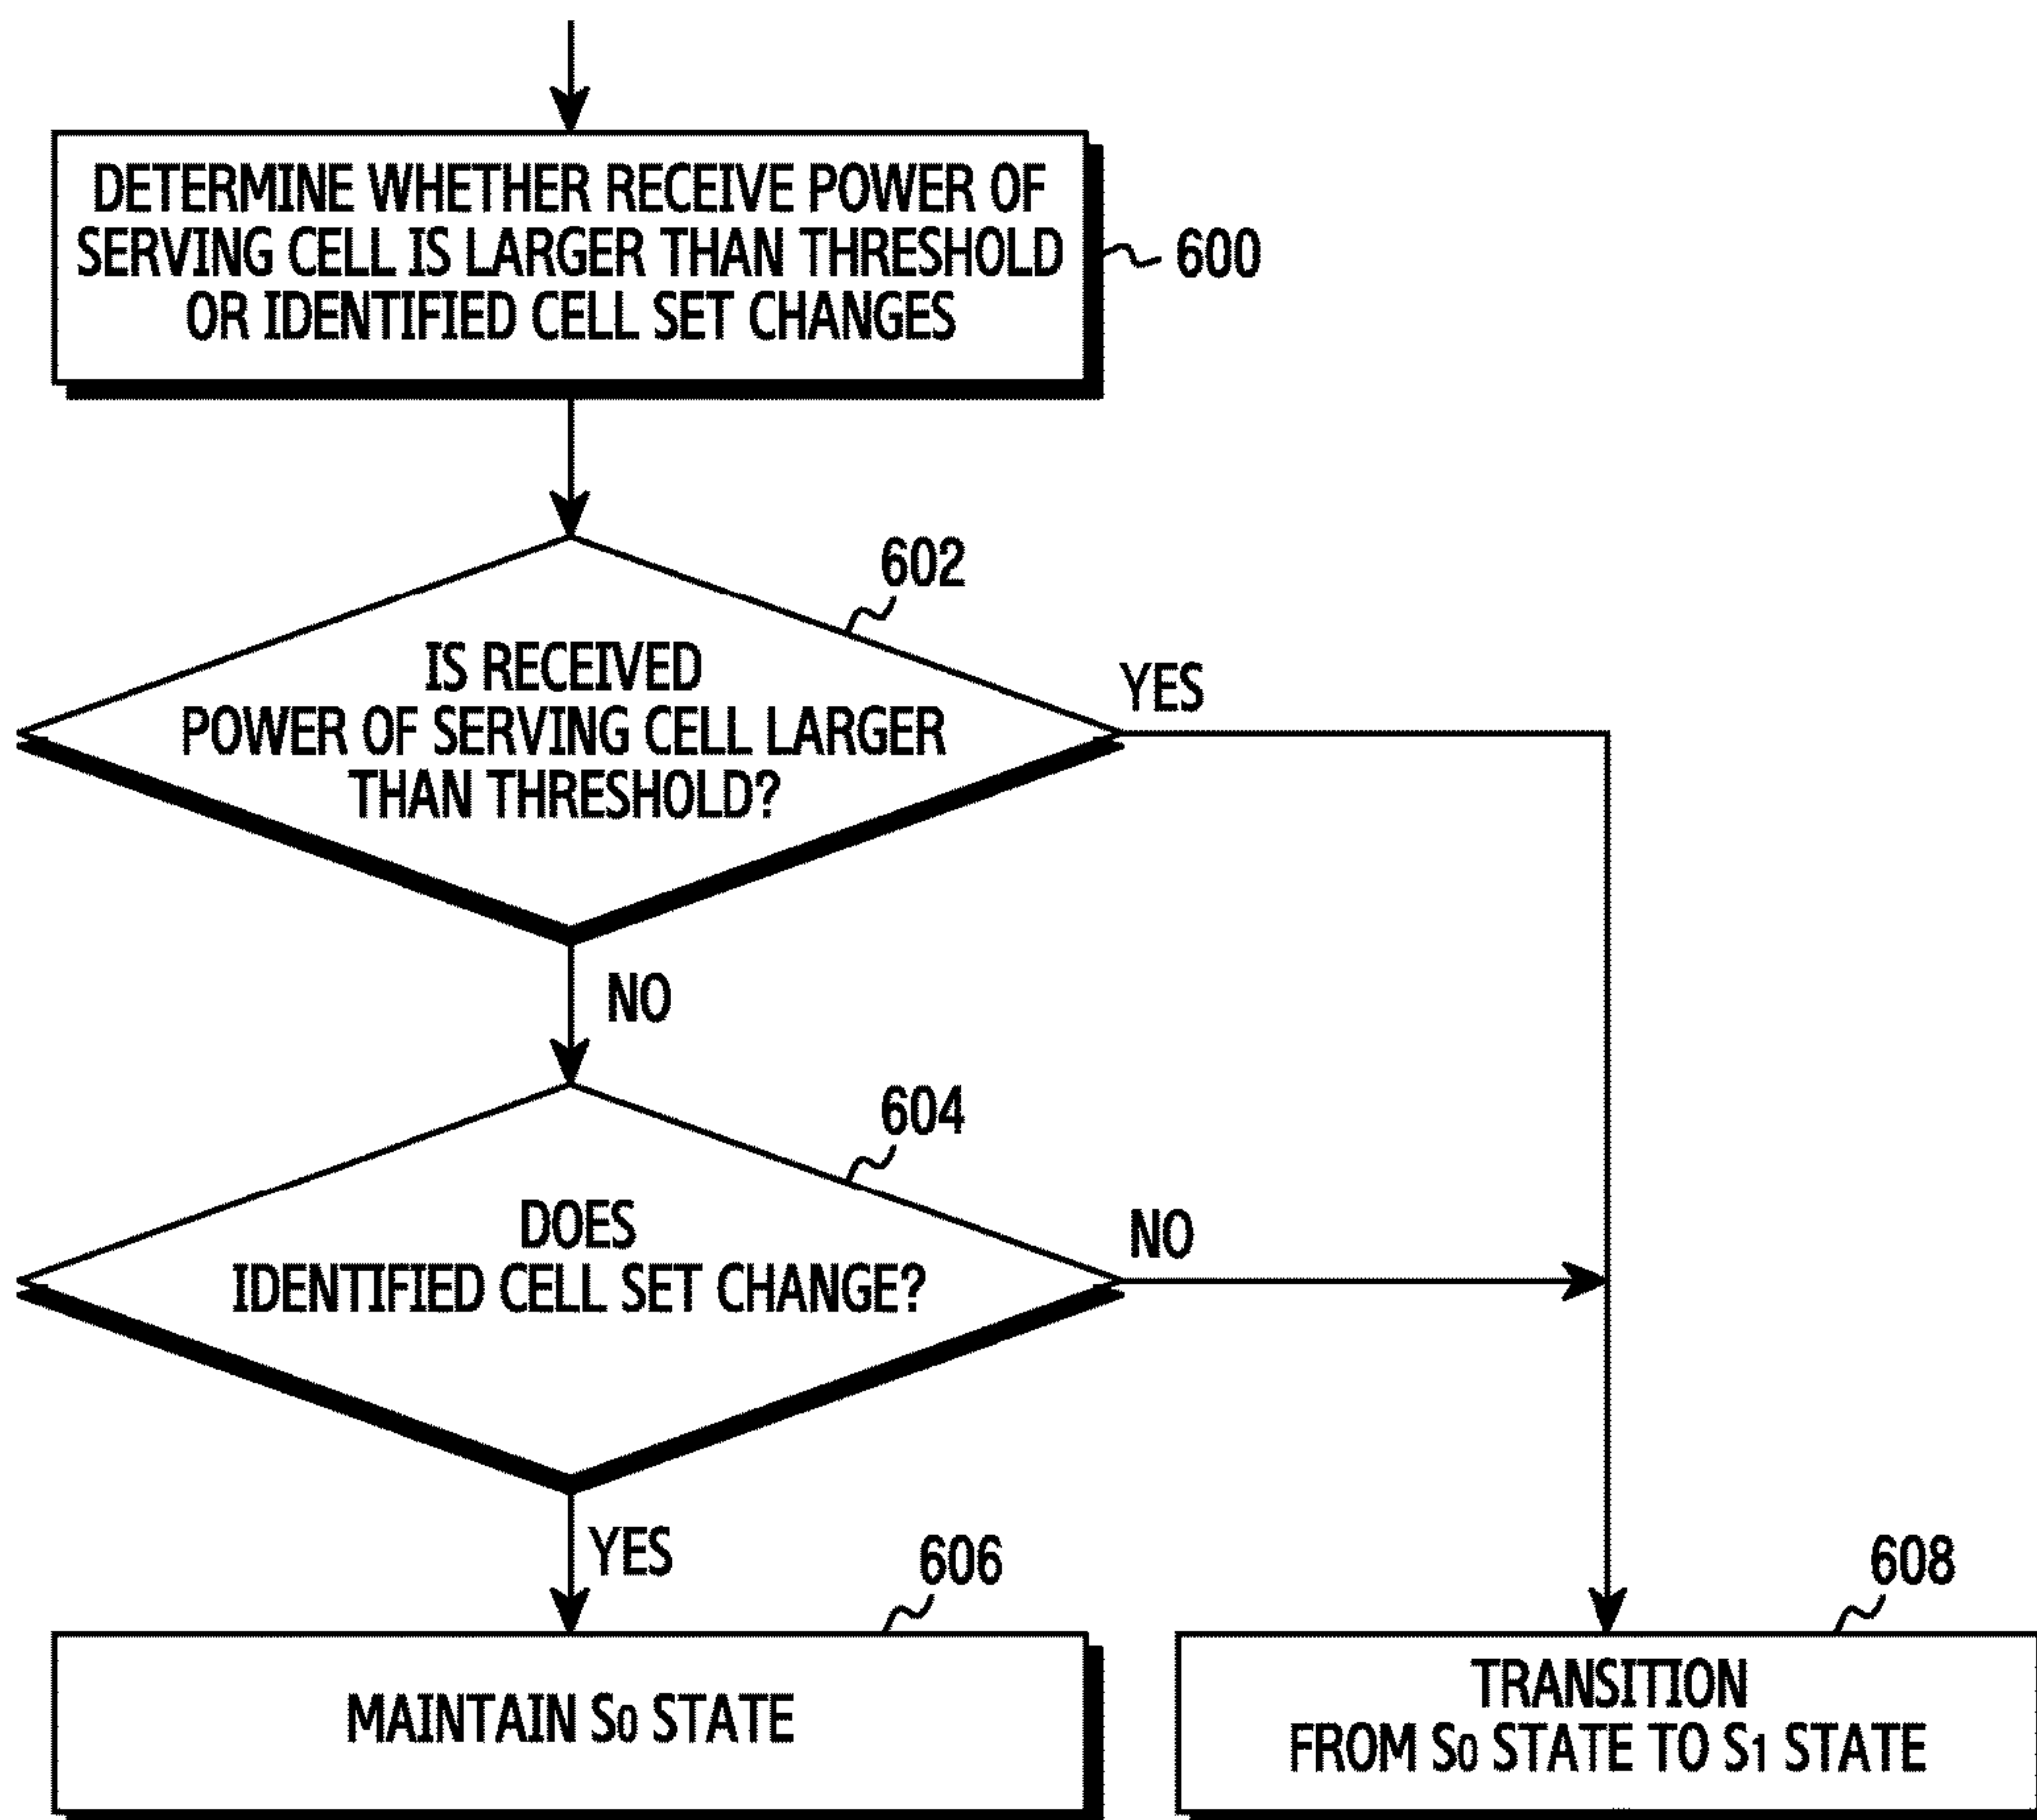 DETERMINE WHETHER RECEIVE POWER OF
SERVING CELL IS LARGER THAN THRESHOLD
OR IDENTIFIED CELL SET CHANGES
600
602
IS RECEIVED
POWER OF SERVING CELL LARGER
THAN THRESHOLD?
YES
NO
604
DOES
IDENTIFIED CELL SET CHANGE?
NO
YES
606
MAINTAIN S0 STATE
608
TRANSITION
FROM S0 STATE TO S1 STATE